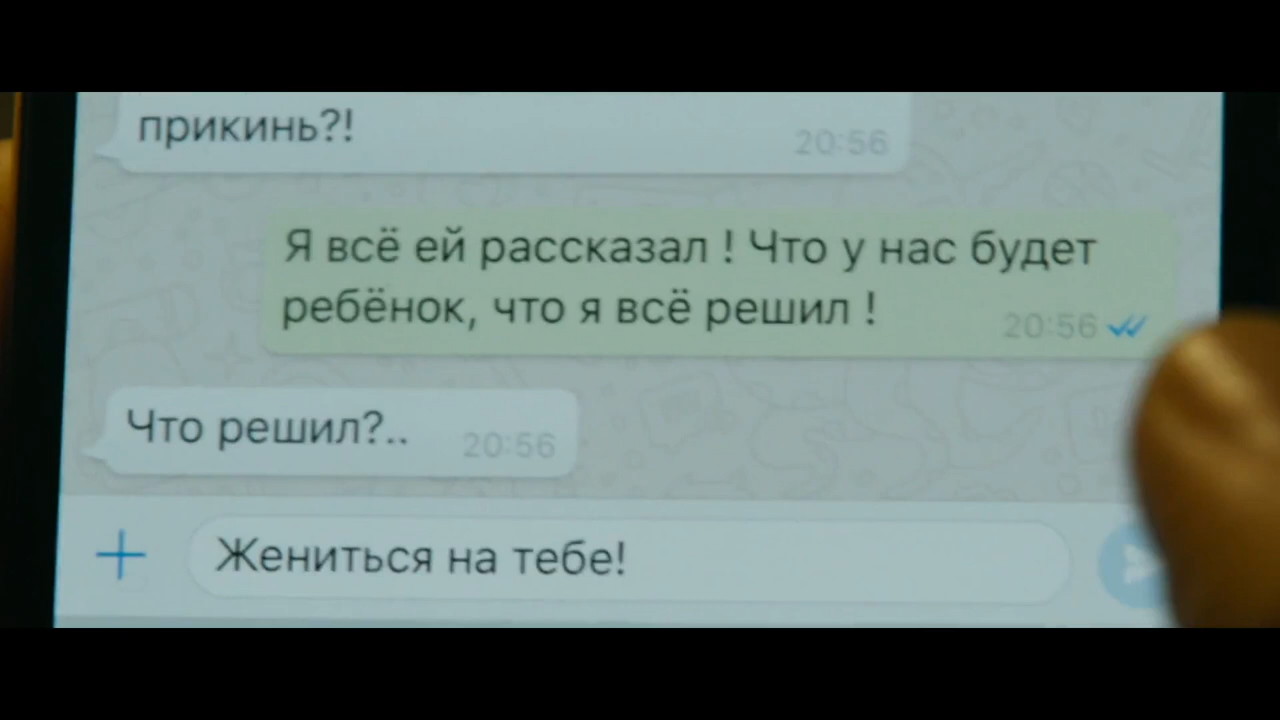 прикинь?!
20:56
Я всё ей рассказал ! Что у нас будет
ребёнок, что я всё решил !
20:56
Что решил?..
20:56
Жениться на тебе!